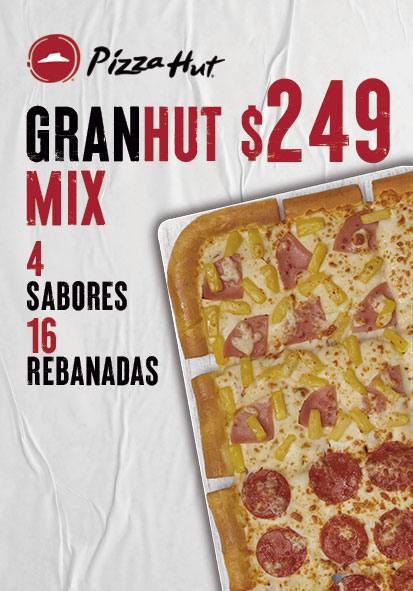 Pizza Hut
GRANHUT $249
MIX
4
SABORES
16
REBANADAS